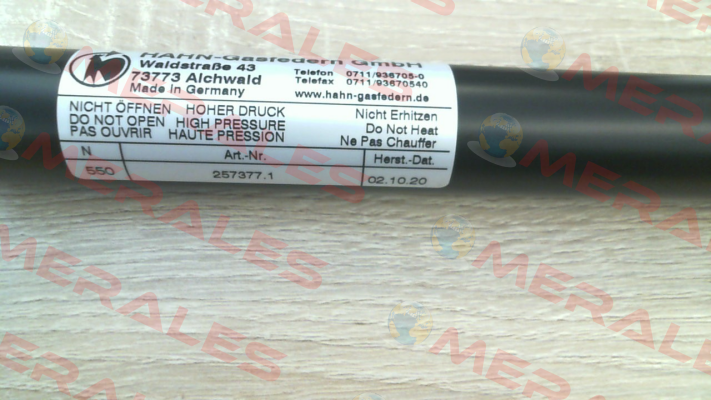 HAHN-Gasfedern GmbH
Waldstraße 43
73773 Aichwald
Made in Germany
Telefon 0711/936705-0
Telefax 0711/93670540
www.hahn-gasfedern.de
NICHT ÖFFNEN HOHER DRUCK Nicht Erhitzen
DO NOT OPEN HIGH PRESSURE Do Not Heat
PAS OUVRIR HAUTE PRESSION Ne Pas Chauffer
N Art.-Nr. Herst.-Dat.
550 257377.1 02.10.20
MERALES
MERALES
MERALES
MERALES
MERALES
MERALES